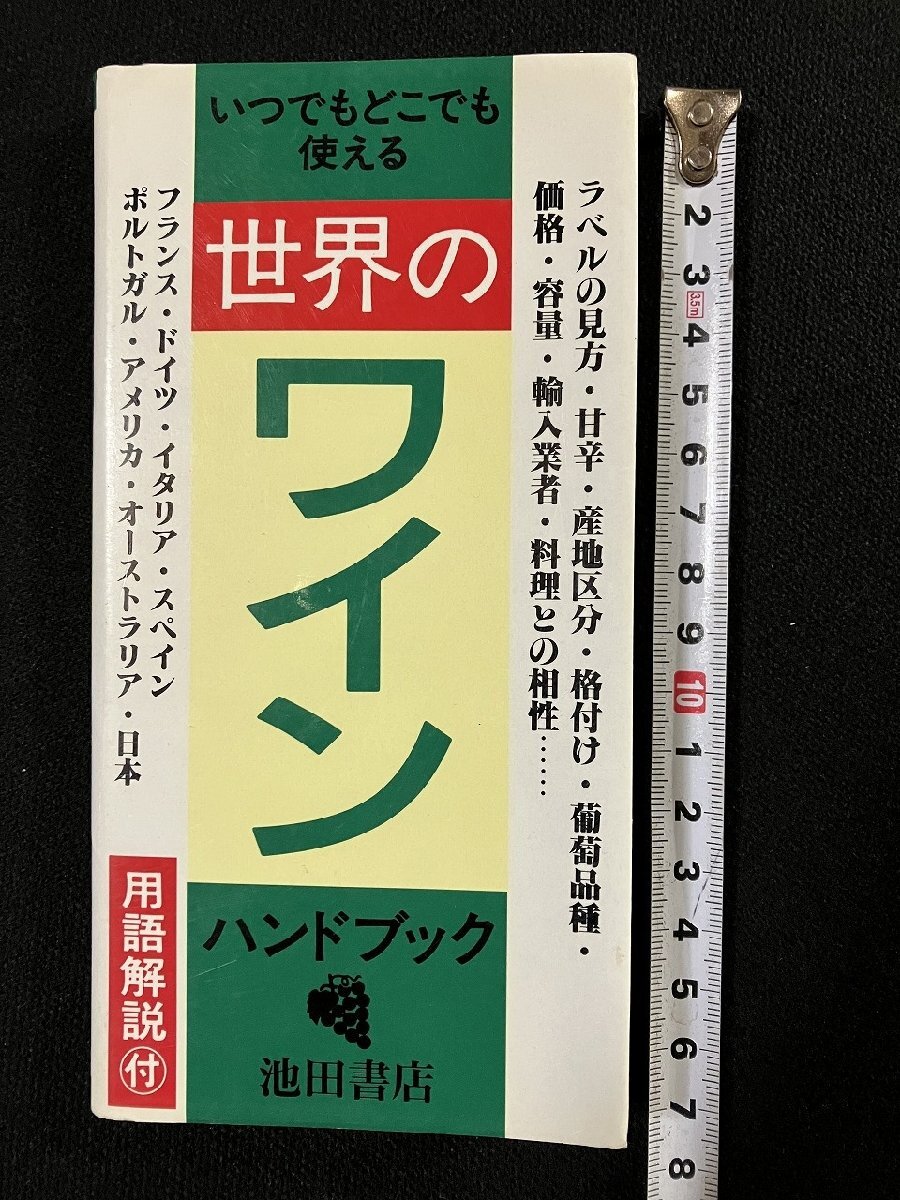 いつでもどこでも
使える
世界の
ワイン
ハンドブック
池田書店
ラベルの見方・甘辛・産地区分・格付け・葡萄品種・
価格・容量・輸入業者・料理との相性……
フランス・ドイツ・イタリア・スペイン
ポルトガル・アメリカ・オーストラリア・日本
用語解説付
2
3
3.5m
4
5
6
7
8
9
10
1
2
3
4
5
6
7
8